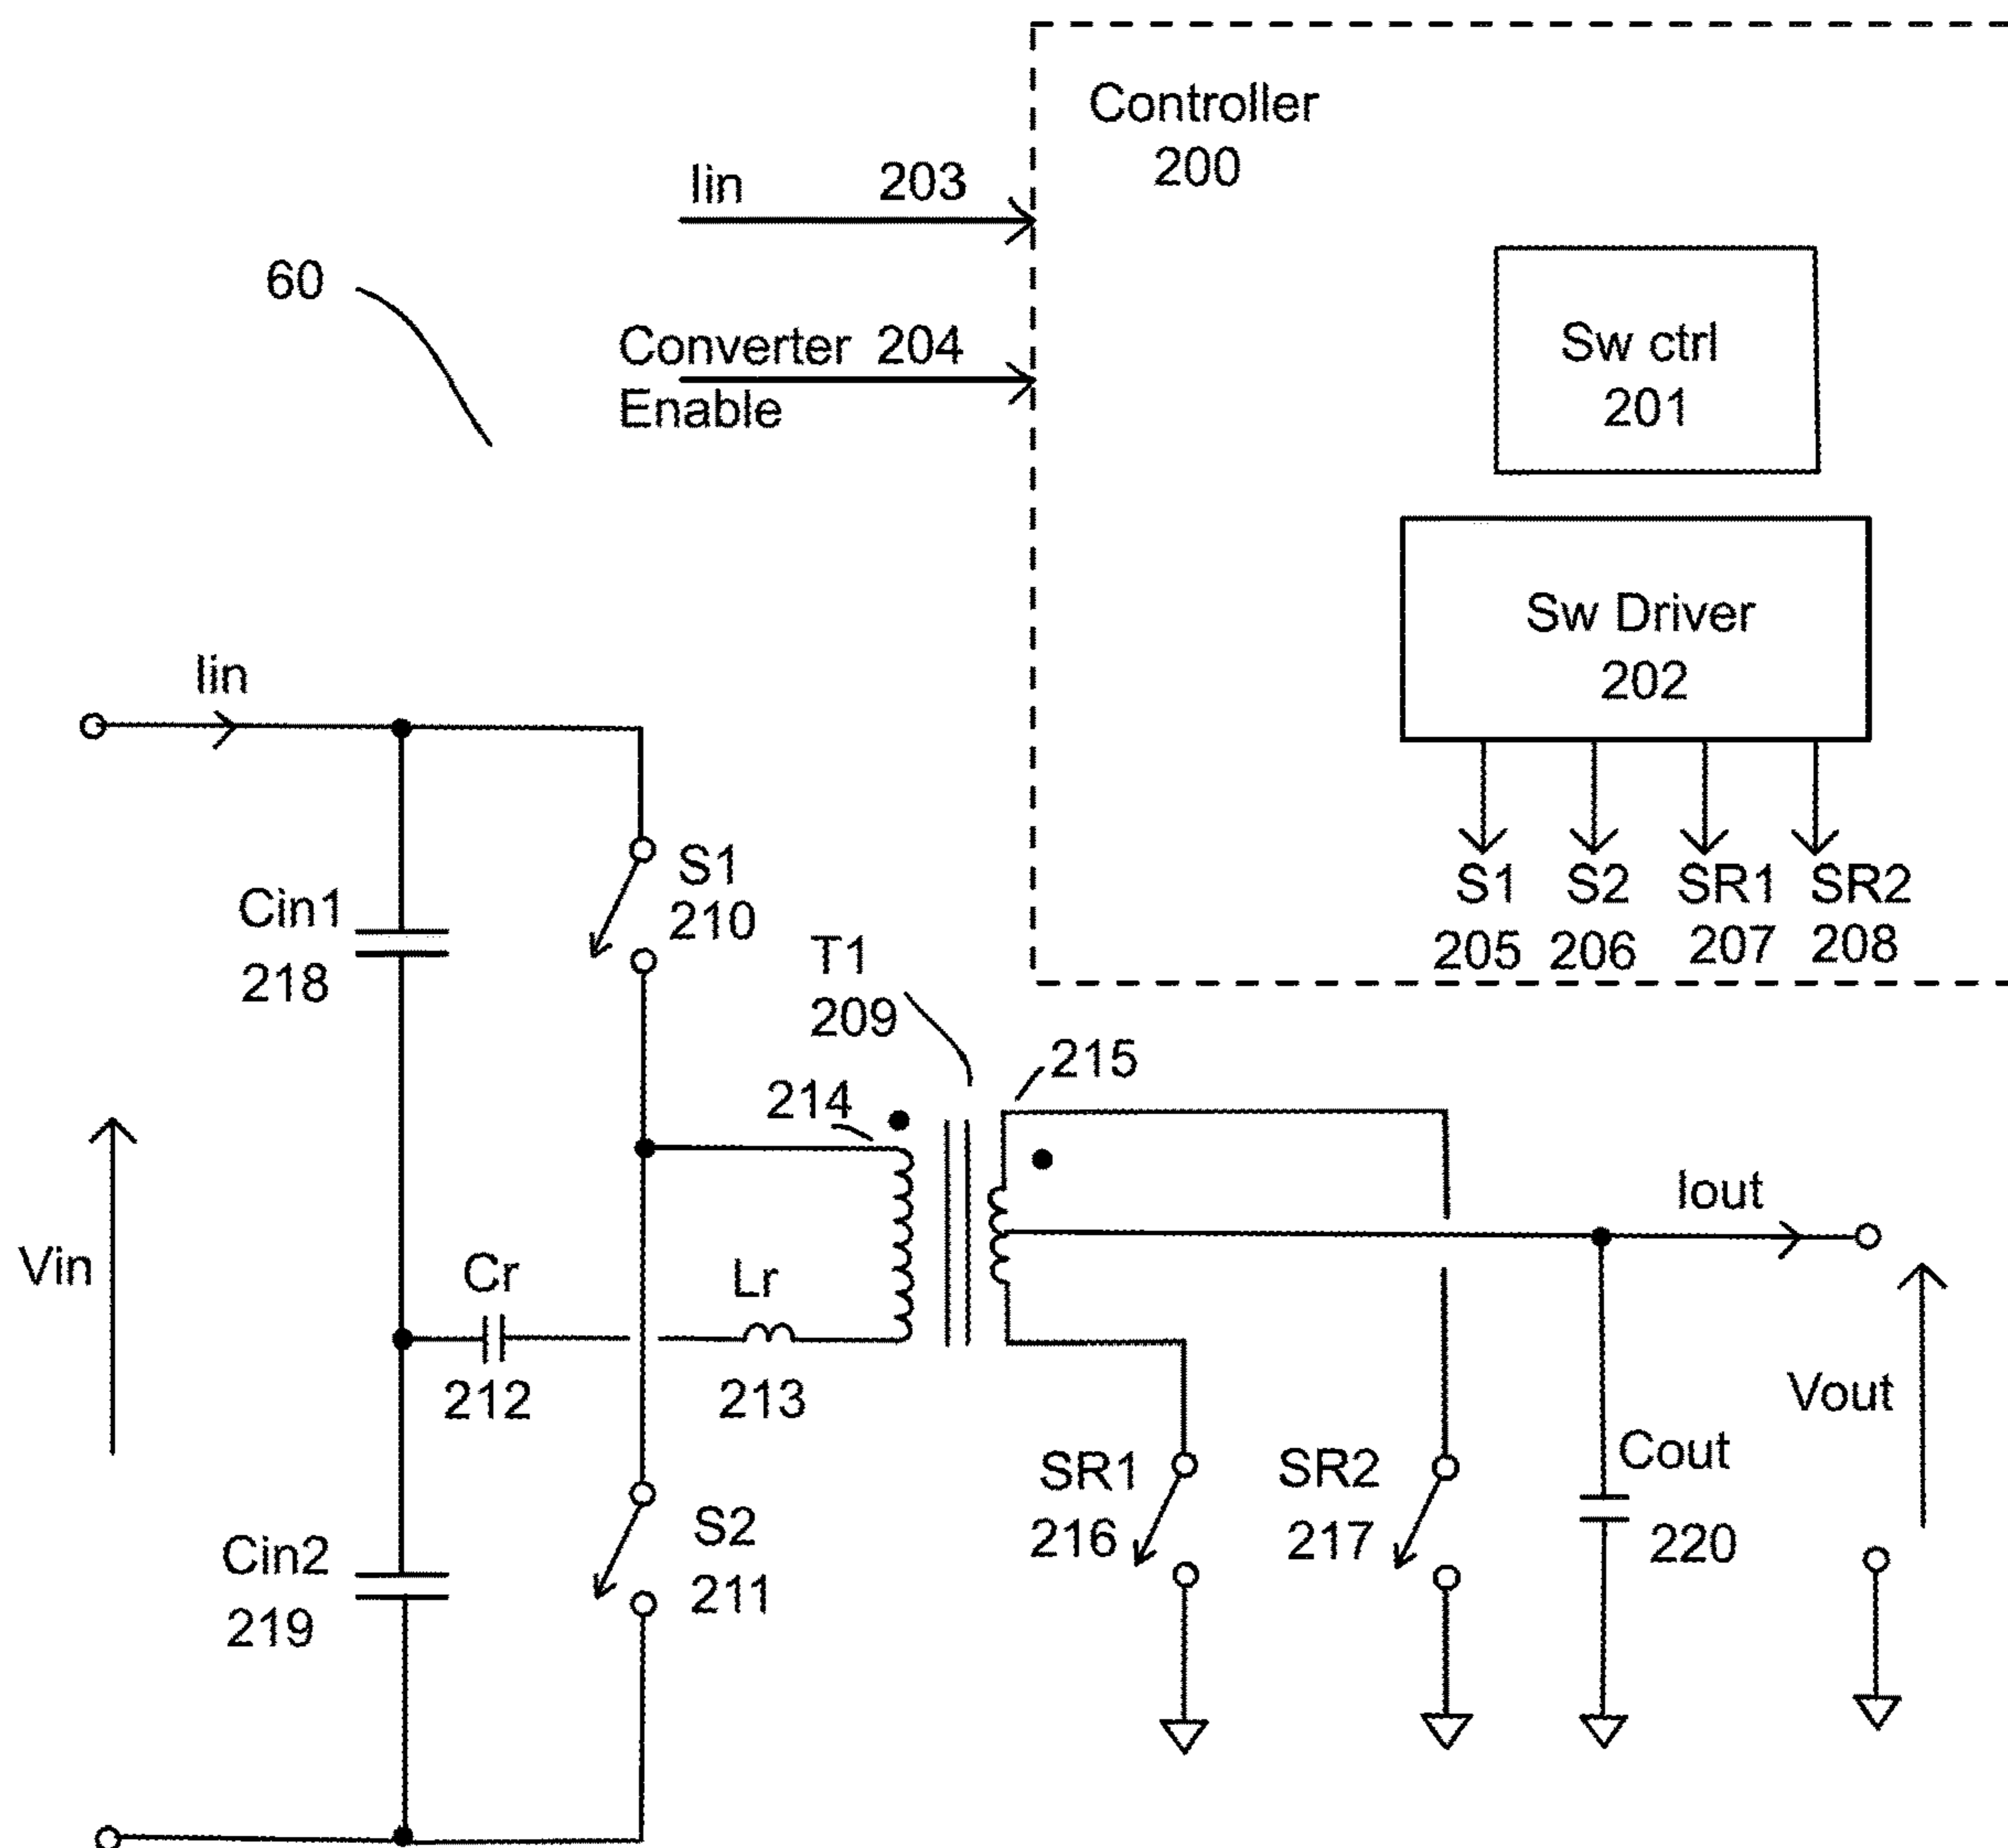 Controller
200
Iin 203
60
Converter 204
Enable
Sw ctrl
201
Sw Driver
202
S1 S2 SR1 SR2
205 206 207 208
Iin
Cin1
218
S1
210
T1
209
214
215
Vin
Cr
212
Lr
213
Iout
Vout
Cin2
219
S2
211
SR1
216
SR2
217
Cout
220